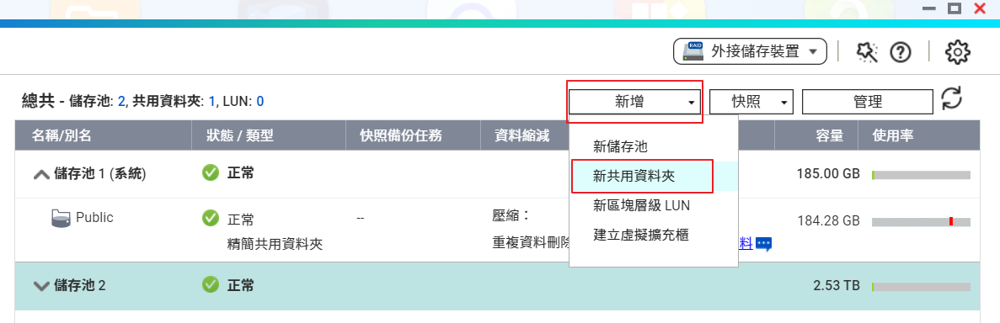 RAID 外接儲存裝置
總共 - 儲存池: 2, 共用資料夾: 1, LUN: 0
新增 快照 管理
名稱/別名 狀態 / 類型 快照備份任務 資料縮減 容量 使用率
新儲存池
儲存池 1 (系統) 正常 185.00 GB
新共用資料夾
新區塊層級 LUN
Public 正常 -- 壓縮： 184.28 GB
精簡共用資料夾 重複資料刪除 料
建立虛擬擴充櫃
儲存池 2 正常 2.53 TB